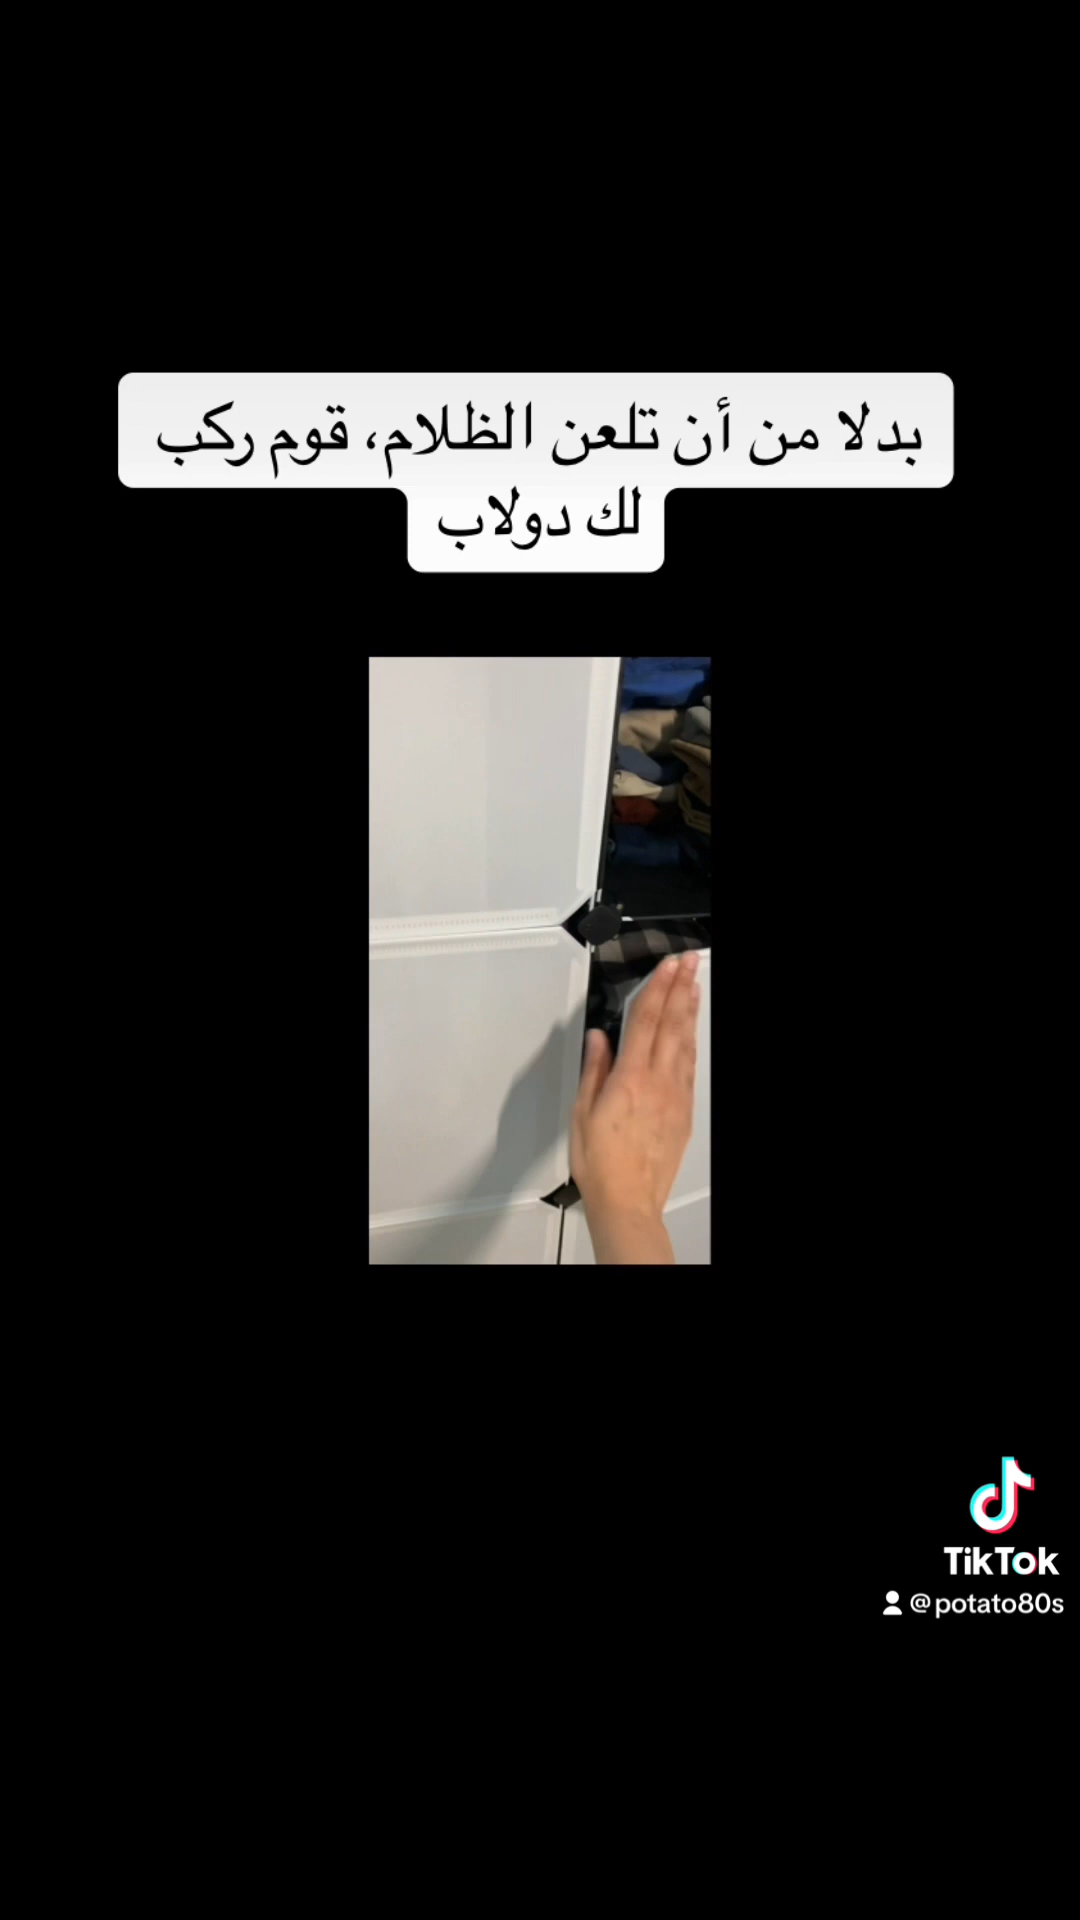 بدلا من أن تلعن الظلام، قوم ركب
لك دولاب
TikTok
@potato80s